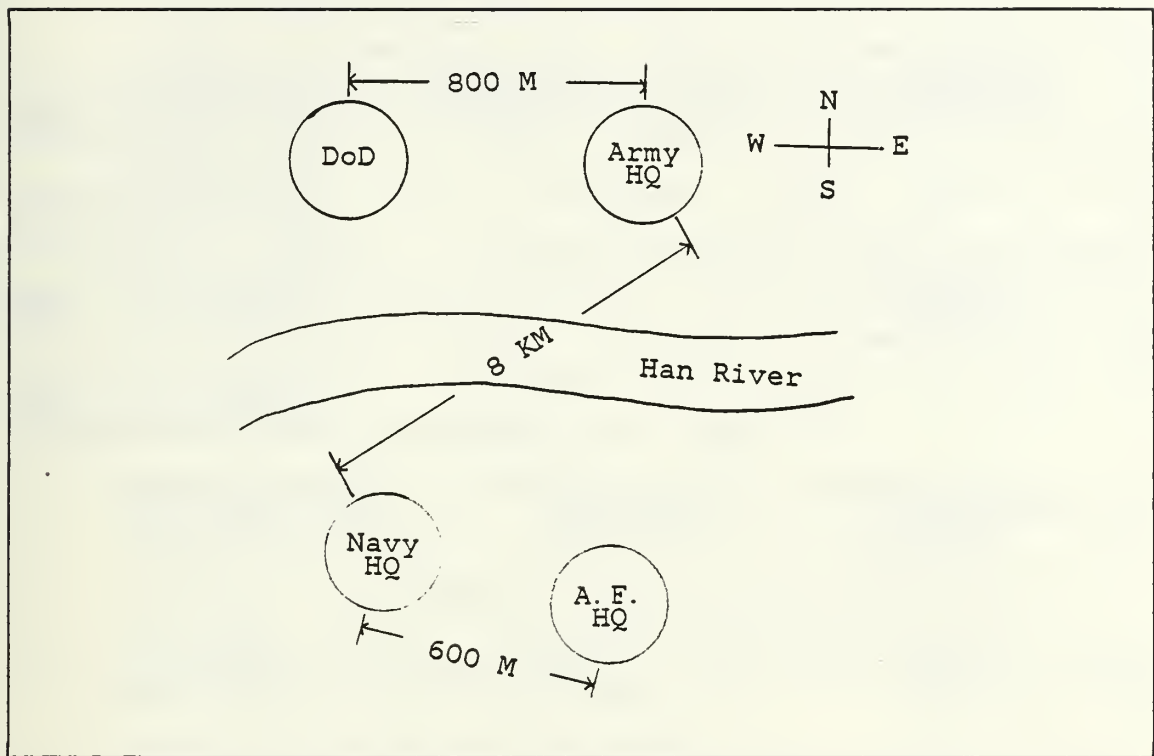 800 M
N
W
E
S
DoD
Army
HQ
8 KM
Han River
Navy
HQ
A.F.
HQ
600 M